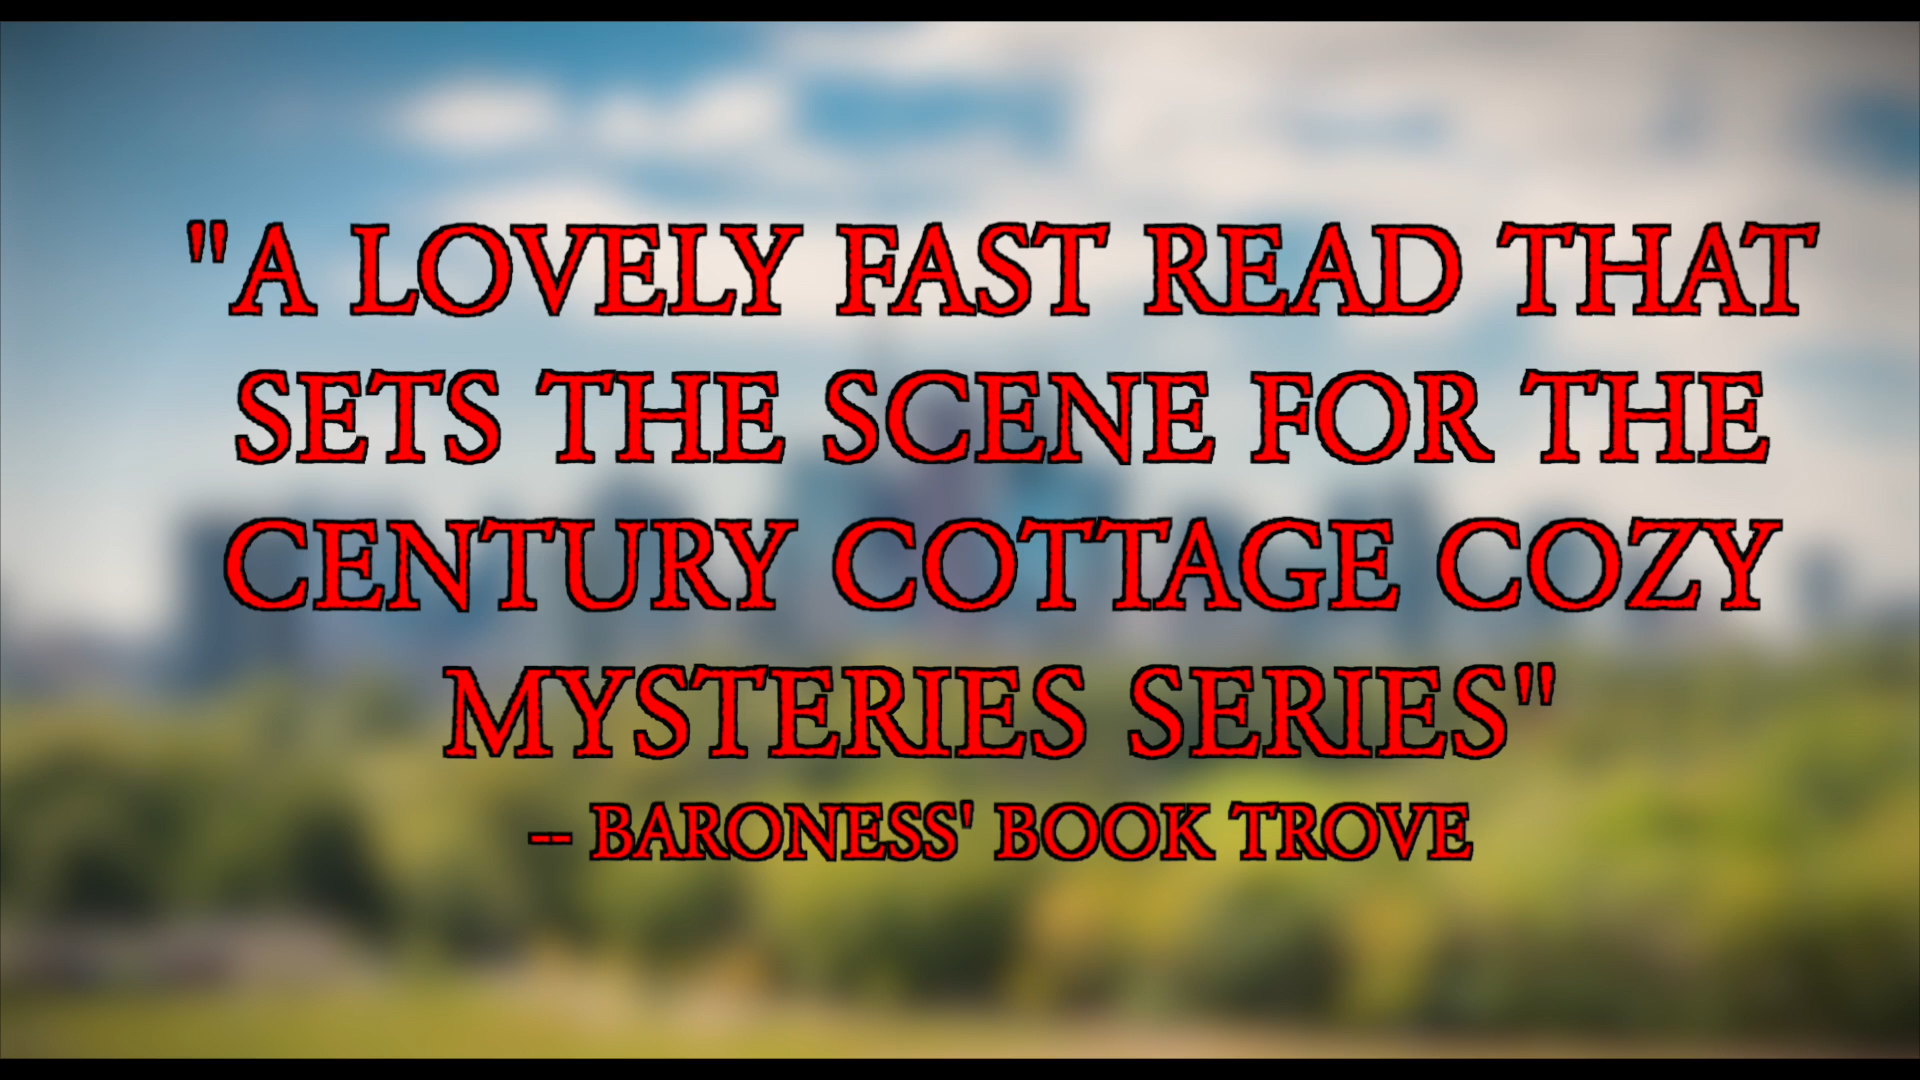 "A LOVELY FAST READ THAT
SETS THE SCENE FOR THE
CENTURY COTTAGE COZY
MYSTERIES SERIES"
-- BARONESS' BOOK TROVE